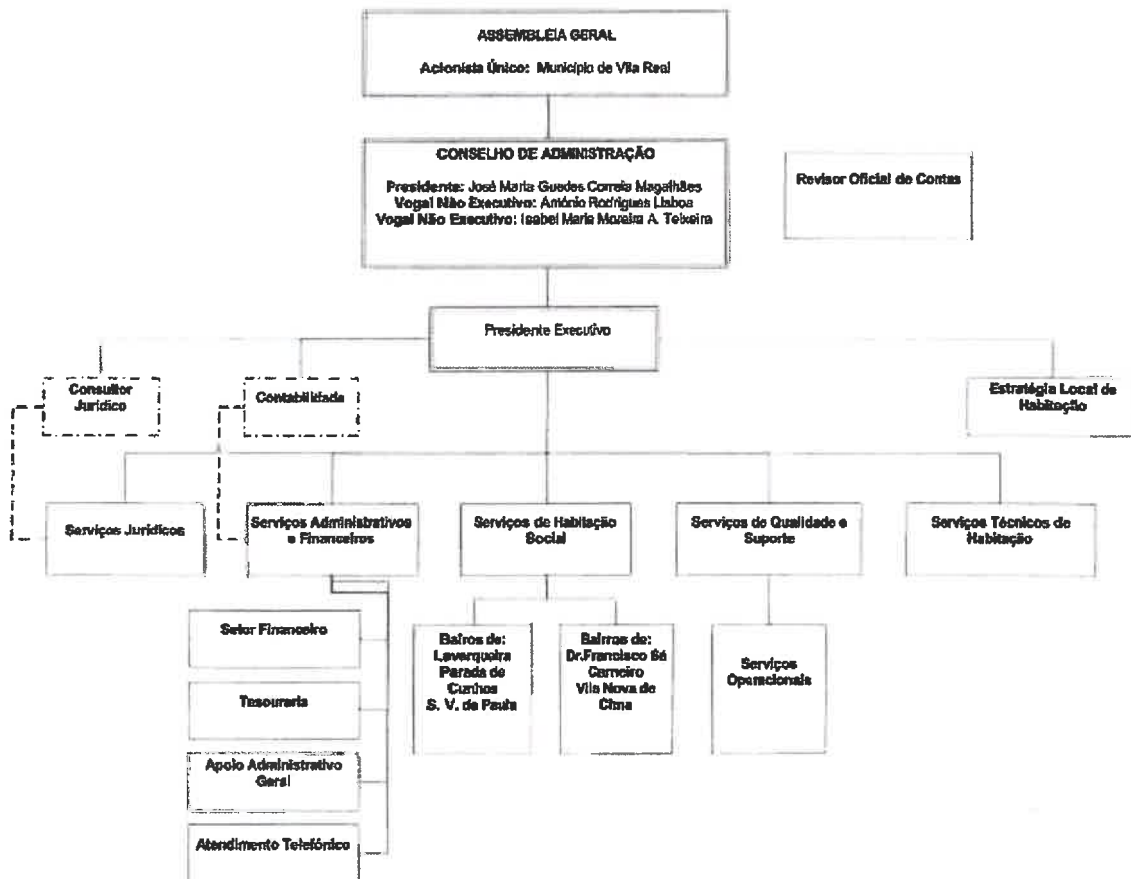 ASSEMBLEIA GERAL
Acionista Único: Município de Vila Real
CONSELHO DE ADMINISTRAÇÃO
Presidente: José Maria Guedes Correia Magalhães
Vogal Não Executivo: António Rodrigues Lisboa
Vogal Não Executivo: Isabel Maria Moreira A. Teixeira
Revisor Oficial de Contas
Presidente Executivo
Consultor
Jurídico
Contabilidade
Estratégia Local de
Habitação
Serviços Jurídicos
Serviços Administrativos
e Financeiros
Serviços de Habitação
Social
Serviços de Qualidade e
Suporte
Serviços Técnicos de
Habitação
Setor Financeiro
Tesouraria
Apoio Administrativo
Geral
Atendimento Telefónico
Bairos de:
Laverqueira
Parada de
Cunhos
S. V. de Paula
Bairros de:
Dr.Francisco Sá
Carneiro
Vila Nova de
Cima
Serviços
Operacionais